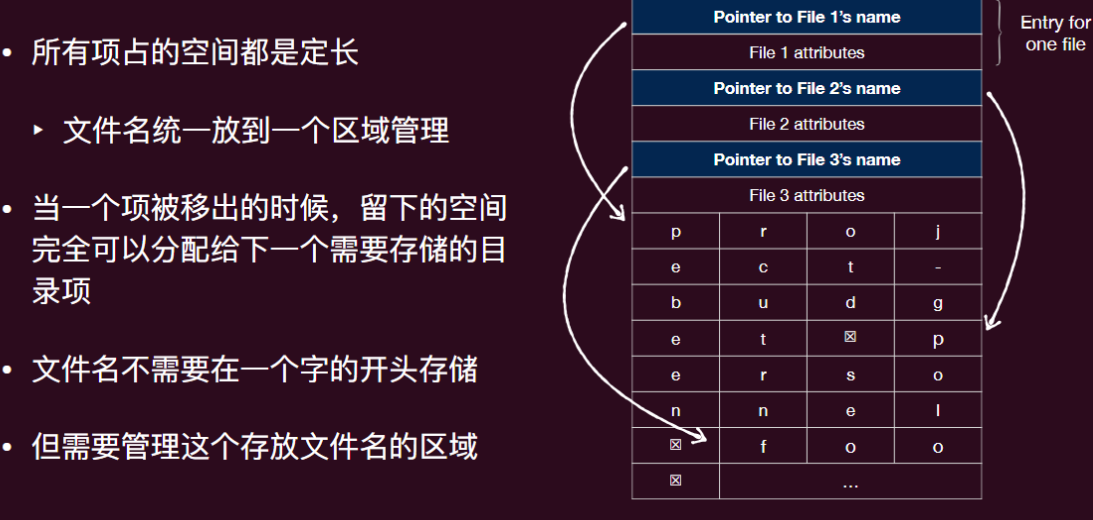 • 所有项占的空间都是定长
‣ 文件名统一放到一个区域管理
• 当一个项被移出的时候，留下的空间
完全可以分配给下一个需要存储的目
录项
• 文件名不需要在一个字的开头存储
• 但需要管理这个存放文件名的区域
Pointer to File 1’s name
File 1 attributes
Pointer to File 2’s name
File 2 attributes
Pointer to File 3’s name
File 3 attributes
p r o j
e c t -
b u d g
e t ☒ p
e r s o
n n e l
☒ f o o
☒ ...
Entry for
one file